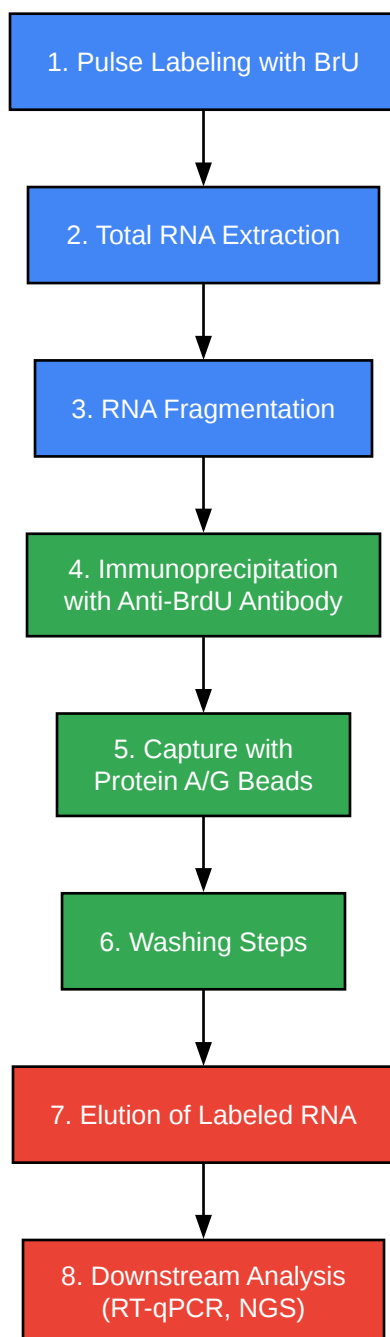 1. Pulse Labeling with BrU
2. Total RNA Extraction
3. RNA Fragmentation
4. Immunoprecipitation
with Anti-BrdU Antibody
5. Capture with
Protein A/G Beads
6. Washing Steps
7. Elution of Labeled RNA
8. Downstream Analysis
(RT-qPCR, NGS)